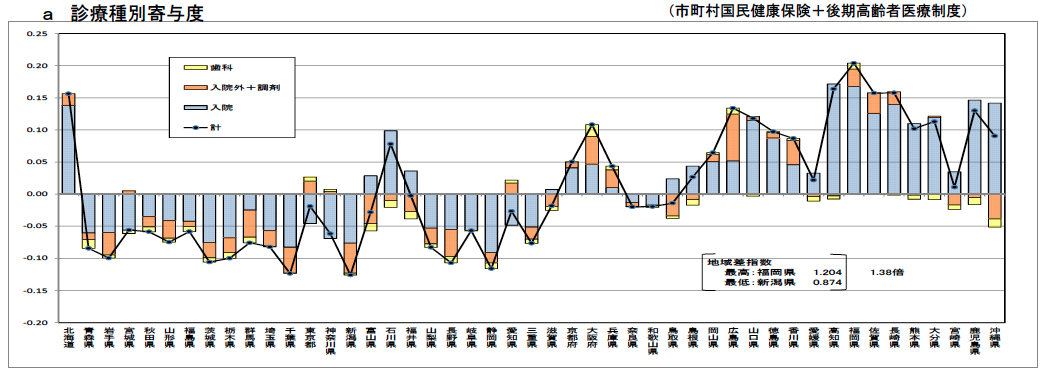 a 診療種別寄与度
（市町村国民健康保険＋後期高齢者医療制度）
0.25
0.20
0.15
0.10
0.05
0.00
-0.05
-0.10
-0.15
-0.20
歯科
入院外＋調剤
入院
計
地域差指数
最高：福岡県 1.204 1.38倍
最低：新潟県 0.874
北海道
青森県
岩手県
宮城県
秋田県
山形県
福島県
茨城県
栃木県
群馬県
埼玉県
千葉県
東京都
神奈川県
新潟県
富山県
石川県
福井県
山梨県
長野県
岐阜県
静岡県
愛知県
三重県
滋賀県
京都府
大阪府
兵庫県
奈良県
和歌山県
鳥取県
島根県
岡山県
広島県
山口県
徳島県
香川県
愛媛県
高知県
福岡県
佐賀県
長崎県
熊本県
大分県
宮崎県
鹿児島県
沖縄県